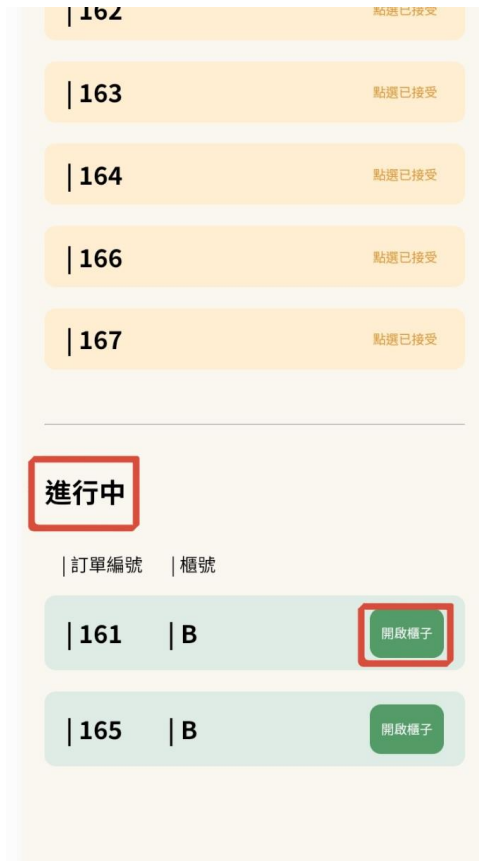 |162 點選已接受
|163 點選已接受
|164 點選已接受
|166 點選已接受
|167 點選已接受
進行中
|訂單編號 |櫃號
|161 |B 開啟櫃子
|165 |B 開啟櫃子